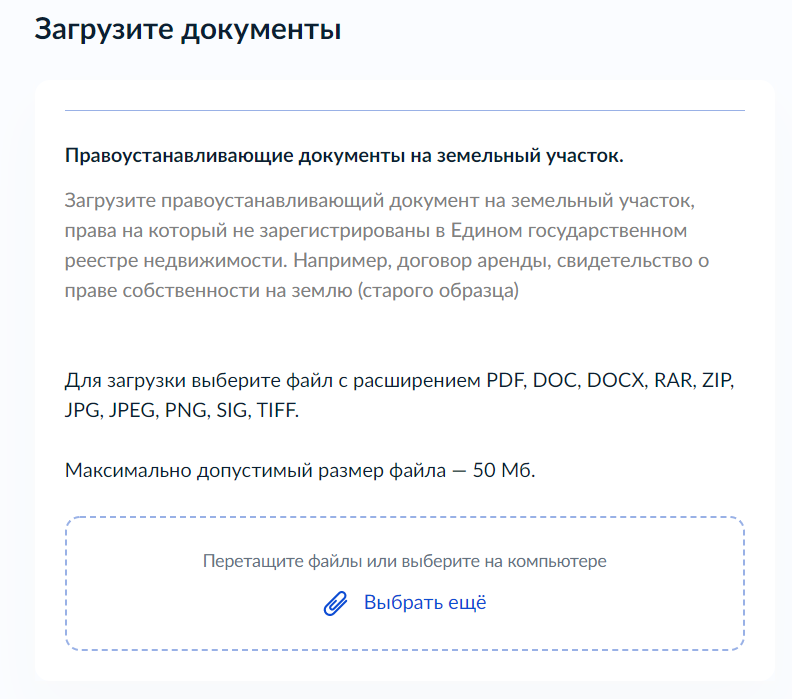 Загрузите документы
Правоустанавливающие документы на земельный участок.
Загрузите правоустанавливающий документ на земельный участок,
права на который не зарегистрированы в Едином государственном
реестре недвижимости. Например, договор аренды, свидетельство о
праве собственности на землю (старого образца)
Для загрузки выберите файл с расширением PDF, DOC, DOCX, RAR, ZIP,
JPG, JPEG, PNG, SIG, TIFF.
Максимально допустимый размер файла — 50 Мб.
Перетащите файлы или выберите на компьютере
Выбрать ещё